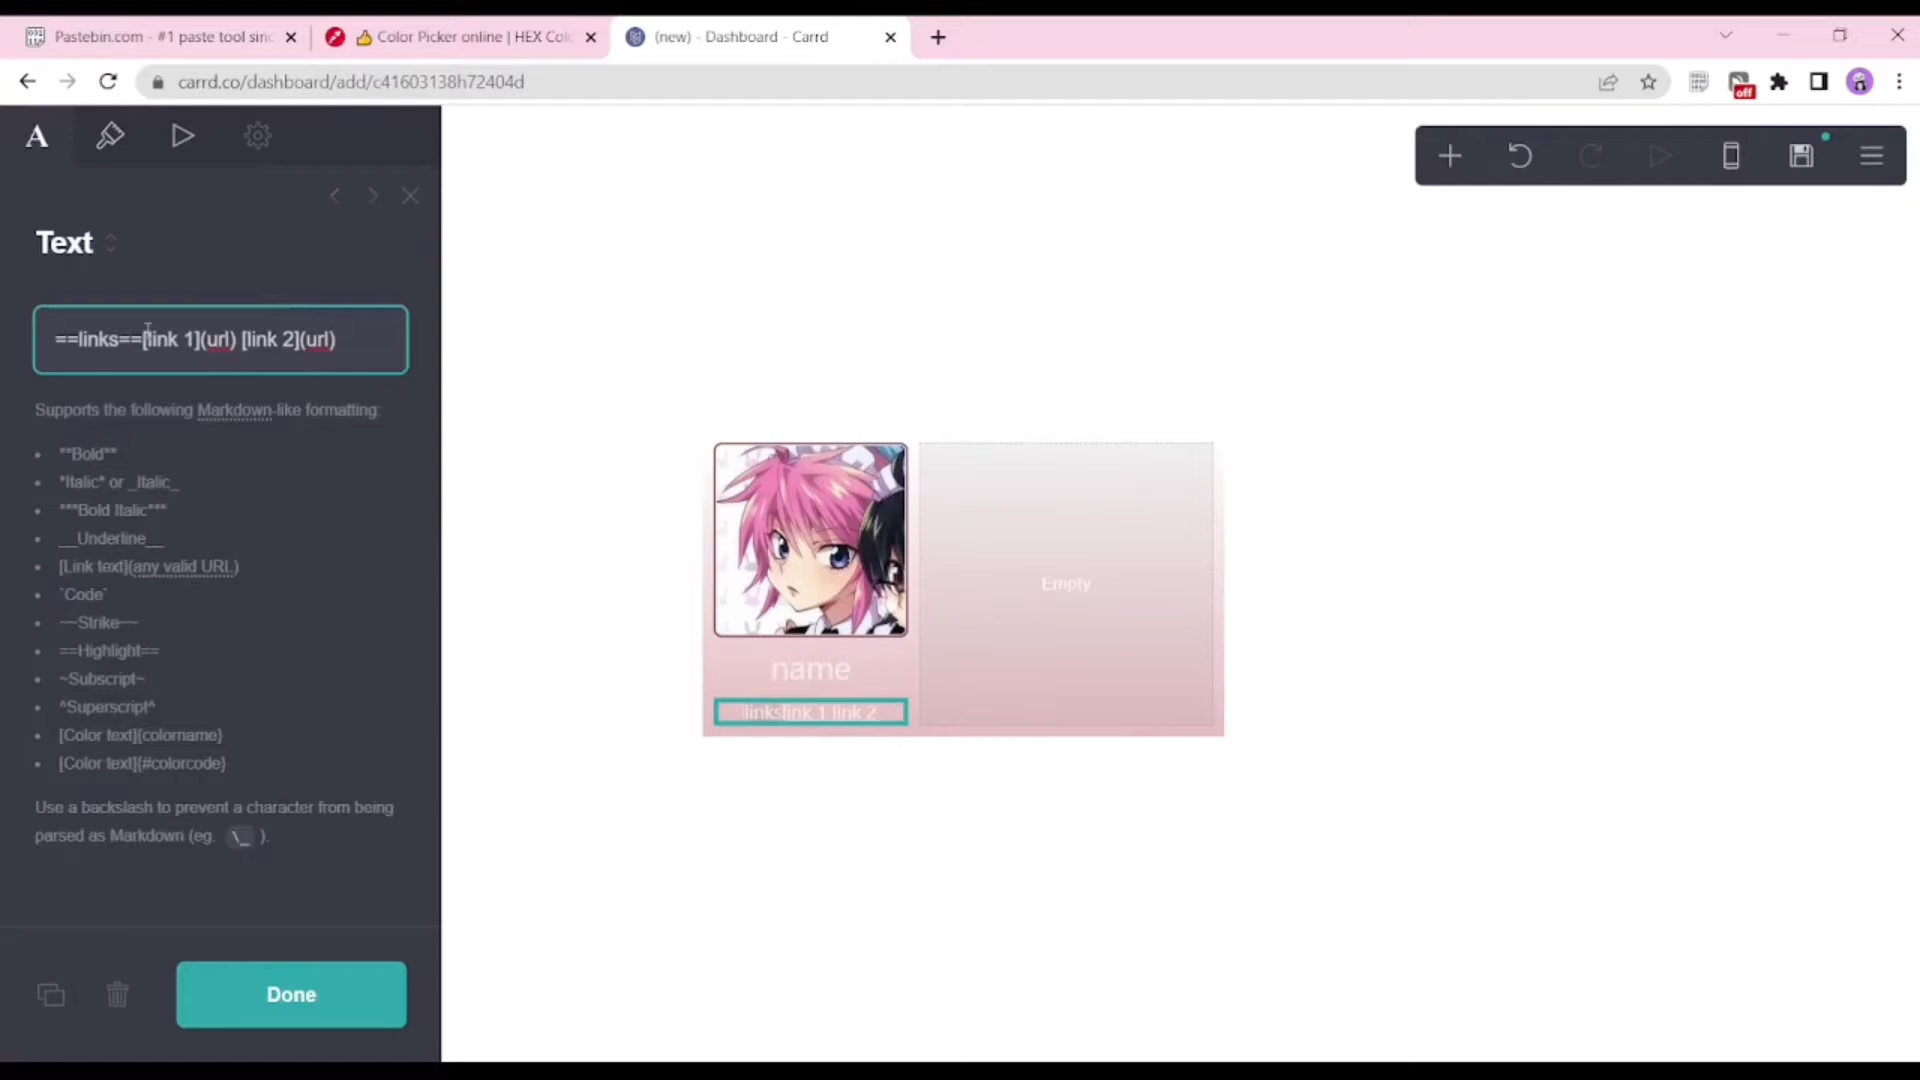 Pastebin.com - #1 paste tool sinc
Color Picker online | HEX Colo
(new) - Dashboard - Carrd
carrd.co/dashboard/add/c41603138h72404d
off
A
Text
==links==[link 1](url) [link 2](url)
Supports the following Markdown-like formatting:
**Bold**
*Italic* or _Italic_
***Bold Italic***
__Underline__
[Link text](any valid URL)
`Code`
~~Strike~~
==Highlight==
~Subscript~
^Superscript^
[Color text]{colorname}
[Color text]{#colorcode}
Use a backslash to prevent a character from being
parsed as Markdown (eg. \_ ).
Done
Empty
name
linkslink 1 link 2